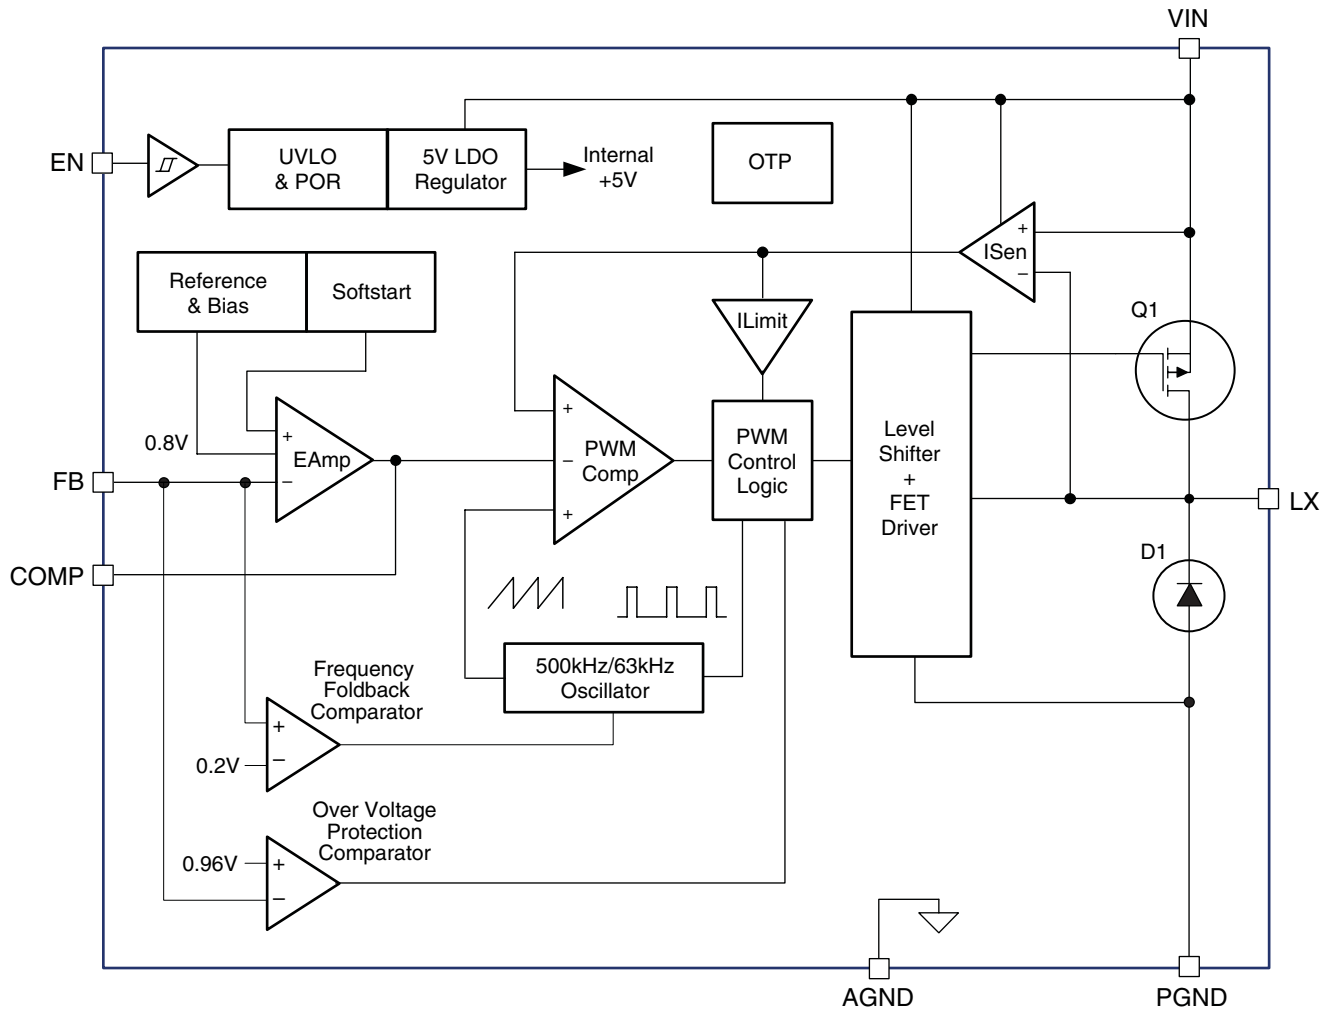 VIN
EN
UVLO
& POR
5V LDO
Regulator
Internal
+5V
OTP
+
ISen
–
Reference
& Bias
Softstart
ILimit
Q1
0.8V
+
EAmp
–
FB
+
PWM
Comp
–
+
PWM
Control
Logic
Level
Shifter
+
FET
Driver
LX
COMP
D1
500kHz/63kHz
Oscillator
Frequency
Foldback
Comparator
+
–
0.2V
Over Voltage
Protection
Comparator
0.96V
+
–
AGND
PGND